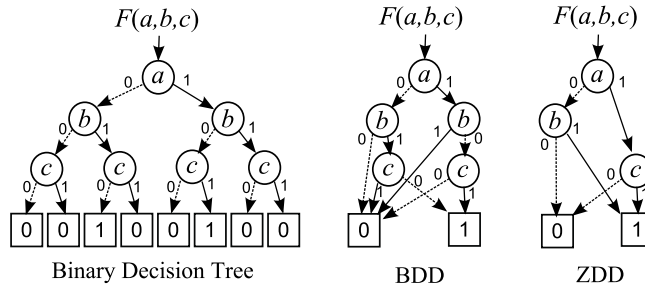 F(a,b,c)
F(a,b,c)
F(a,b,c)
a
a
a
0 1
0 1
0 1
b b
b b
b
0 1 0 1
0 1 1 0
0 1
c c c c
c c
c
0 1 0 1 0 1 0 1
1 0 0 1
0 1
0 0 1 0 0 1 0 0
0 1
0 1
Binary Decision Tree
BDD
ZDD